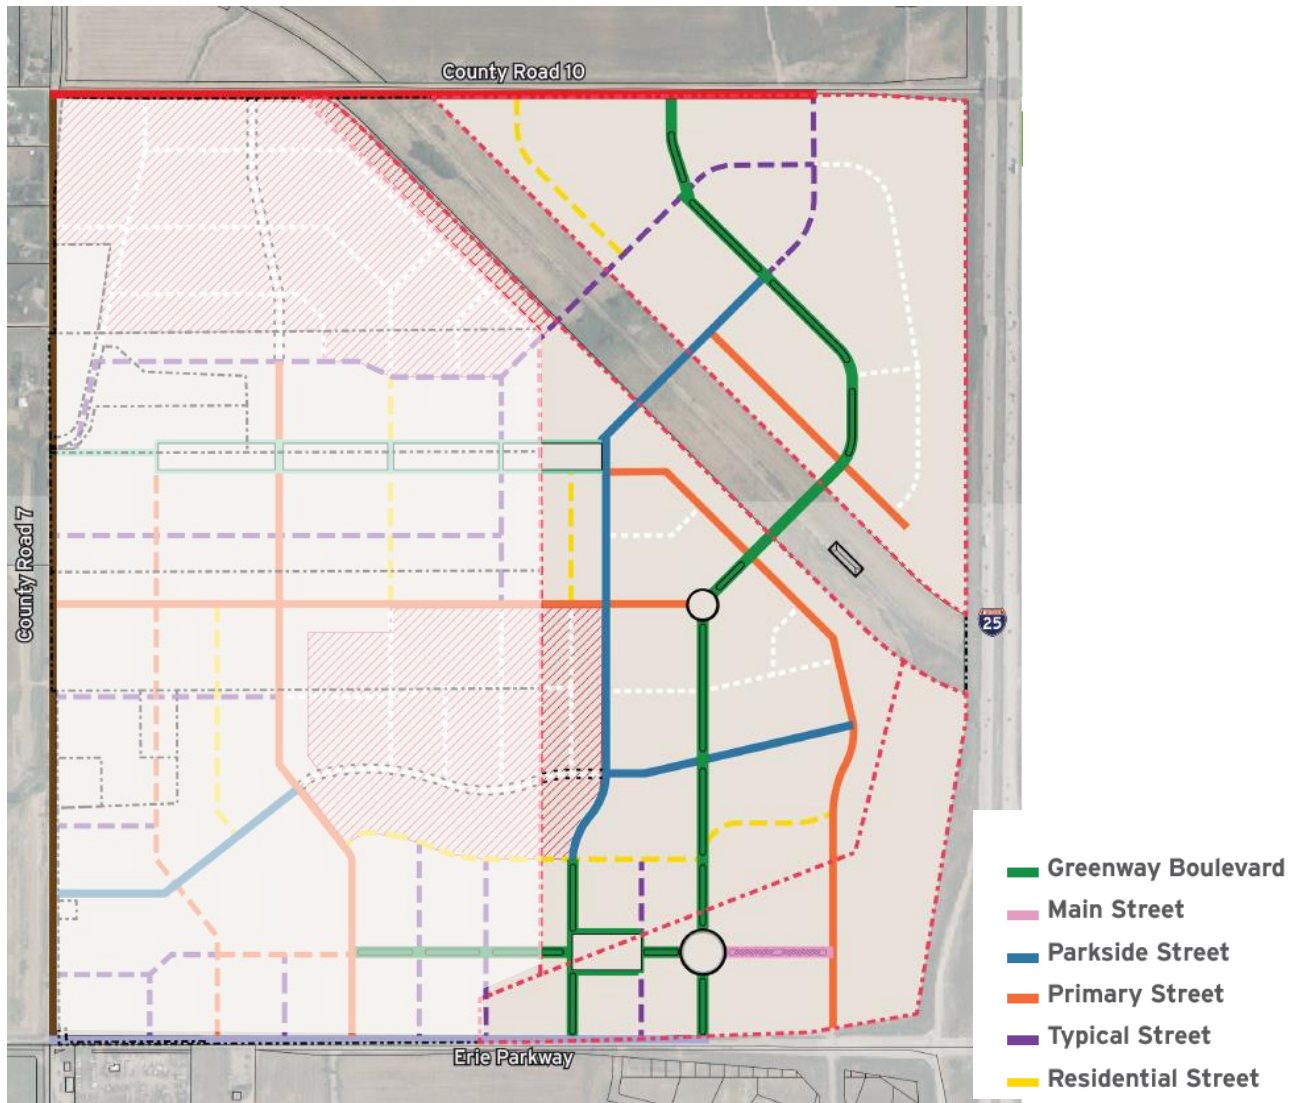 County Road 10
County Road 7
25
Erie Parkway
Greenway Boulevard
Main Street
Parkside Street
Primary Street
Typical Street
Residential Street